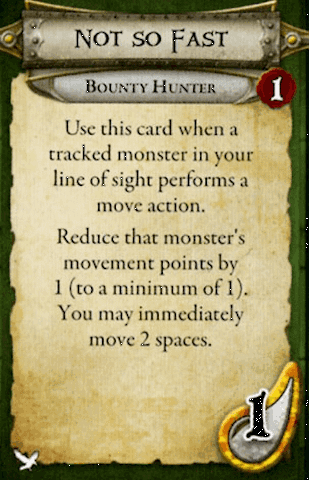 Not so Fast
Bounty Hunter
1
Use this card when a
tracked monster in your
line of sight performs a
move action.
Reduce that monster's
movement points by
1 (to a minimum of 1).
You may immediately
move 2 spaces.
1